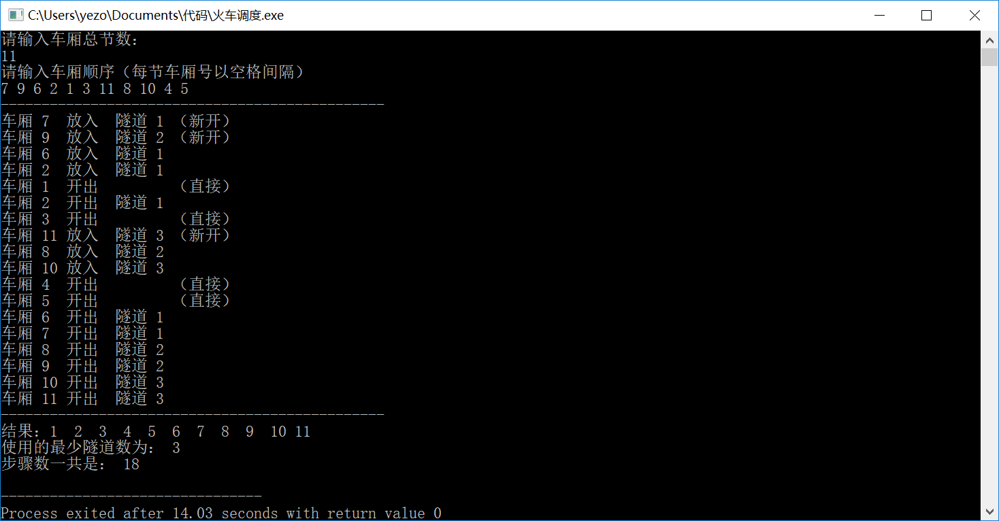 C:\Users\yezo\Documents\代码\火车调度.exe
请输入车厢总节数:
11
请输入车厢顺序（每节车厢号以空格间隔）
7 9 6 2 1 3 11 8 10 4 5
-----------------------------------------------
车厢 7  放入  隧道 1 （新开）
车厢 9  放入  隧道 2 （新开）
车厢 6  放入  隧道 1
车厢 2  放入  隧道 1
车厢 1  开出          （直接）
车厢 2  开出  隧道 1
车厢 3  开出          （直接）
车厢 11 放入  隧道 3 （新开）
车厢 8  放入  隧道 2
车厢 10 放入  隧道 3
车厢 4  开出          （直接）
车厢 5  开出          （直接）
车厢 6  开出  隧道 1
车厢 7  开出  隧道 1
车厢 8  开出  隧道 2
车厢 9  开出  隧道 2
车厢 10 开出  隧道 3
车厢 11 开出  隧道 3
-----------------------------------------------
结果：1  2  3  4  5  6  7  8  9  10 11
使用的最少隧道数为： 3
步骤数一共是： 18
--------------------------------
Process exited after 14.03 seconds with return value 0